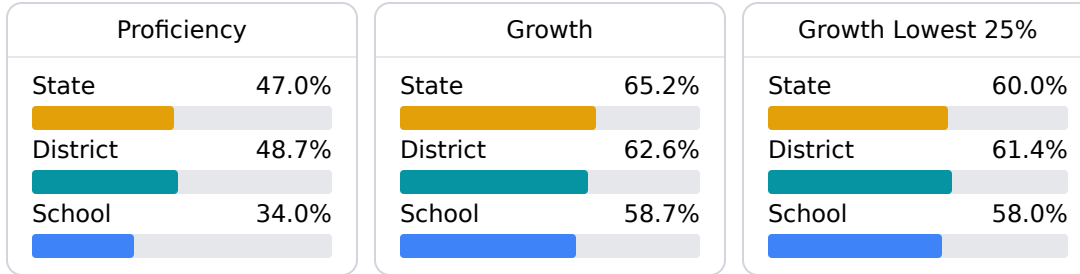 Proficiency
State 47.0%
District 48.7%
School 34.0%
Growth
State 65.2%
District 62.6%
School 58.7%
Growth Lowest 25%
State 60.0%
District 61.4%
School 58.0%